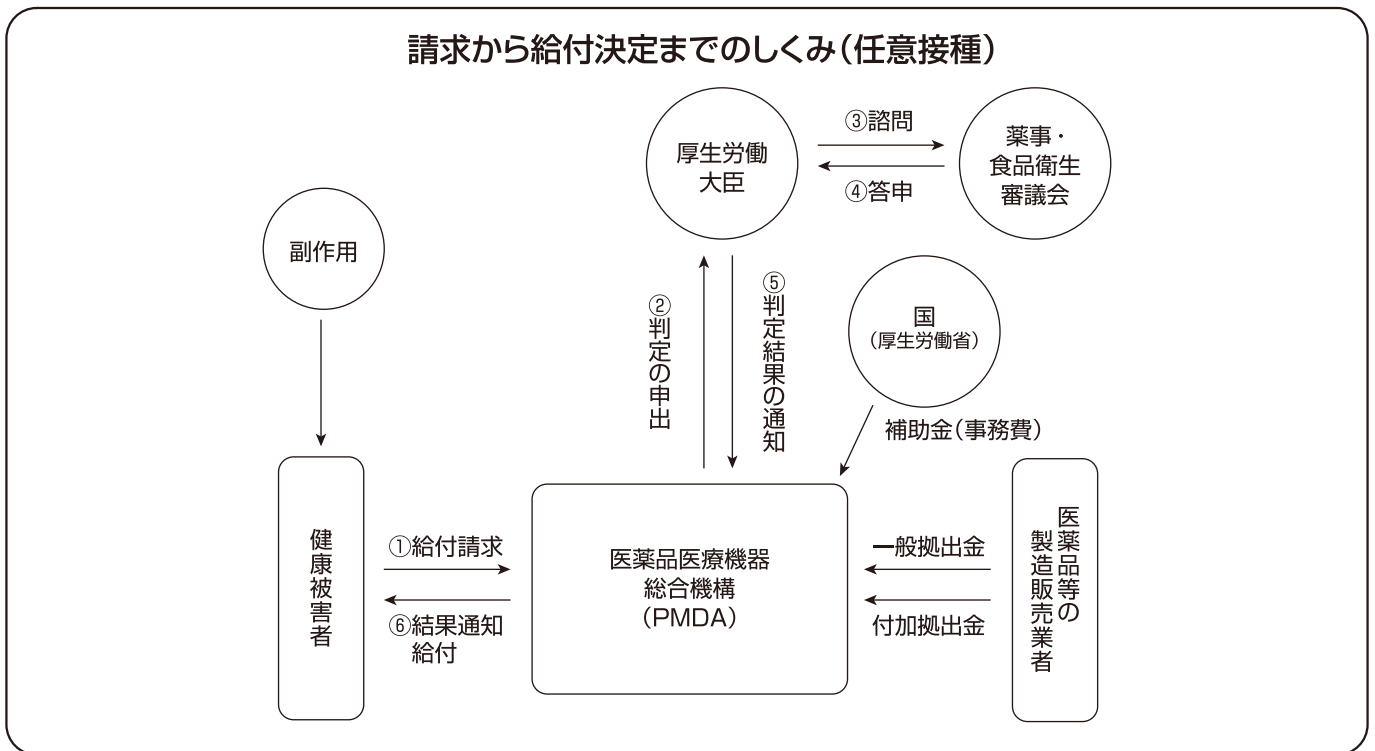 請求から給付決定までのしくみ(任意接種)
厚生労働
大臣
③諮問
④答申
薬事・
食品衛生
審議会
副作用
②判定の申出
⑤判定結果の通知
国
(厚生労働省)
補助金(事務費)
健康被害者
①給付請求
⑥結果通知
給付
医薬品医療機器
総合機構
(PMDA)
一般拠出金
付加拠出金
医薬品等の
製造販売業者